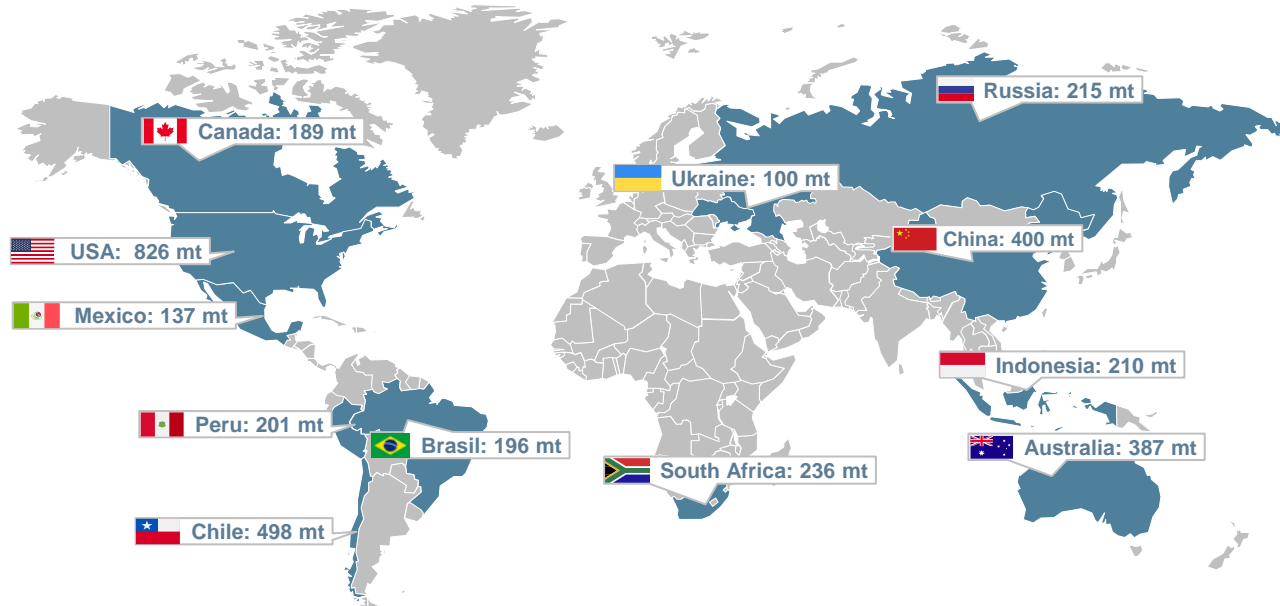 Russia: 215 mt
Canada: 189 mt
Ukraine: 100 mt
China: 400 mt
USA:  826 mt
Mexico: 137 mt
Indonesia: 210 mt
Peru: 201 mt
Brasil: 196 mt
Australia: 387 mt
South Africa: 236 mt
Chile: 498 mt